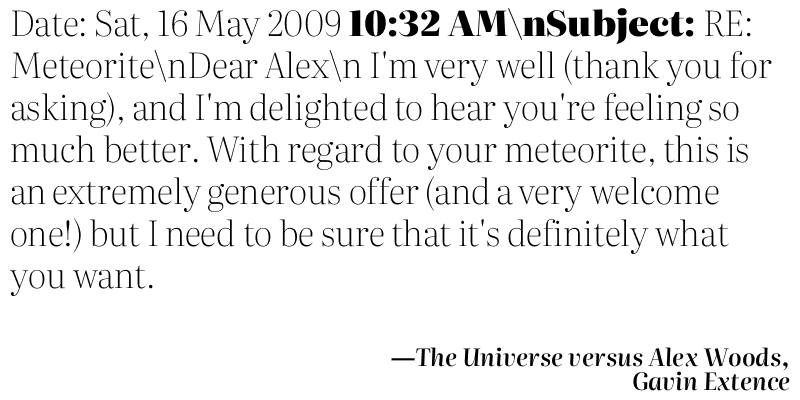 Date: Sat, 16 May 2009 10:32 AM\nSubject: RE:
Meteorite\nDear Alex\n I'm very well (thank you for
asking), and I'm delighted to hear you're feeling so
much better. With regard to your meteorite, this is
an extremely generous offer (and a very welcome
one!) but I need to be sure that it's definitely what
you want.
—The Universe versus Alex Woods,
Gavin Extence